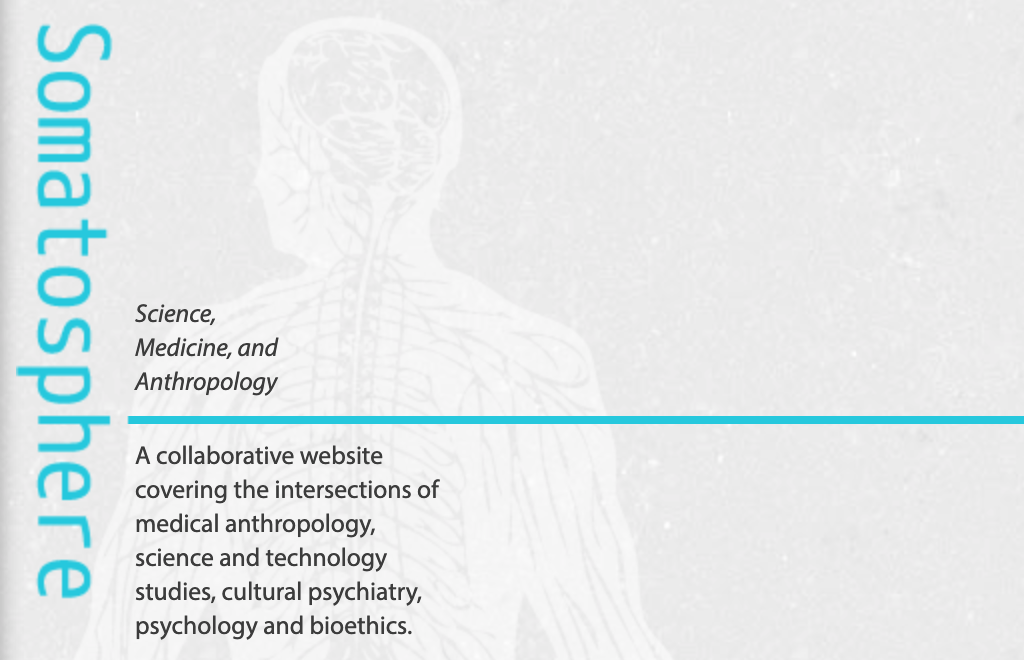 Somatosphere
Science,
Medicine, and
Anthropology
A collaborative website
covering the intersections of
medical anthropology,
science and technology
studies, cultural psychiatry,
psychology and bioethics.